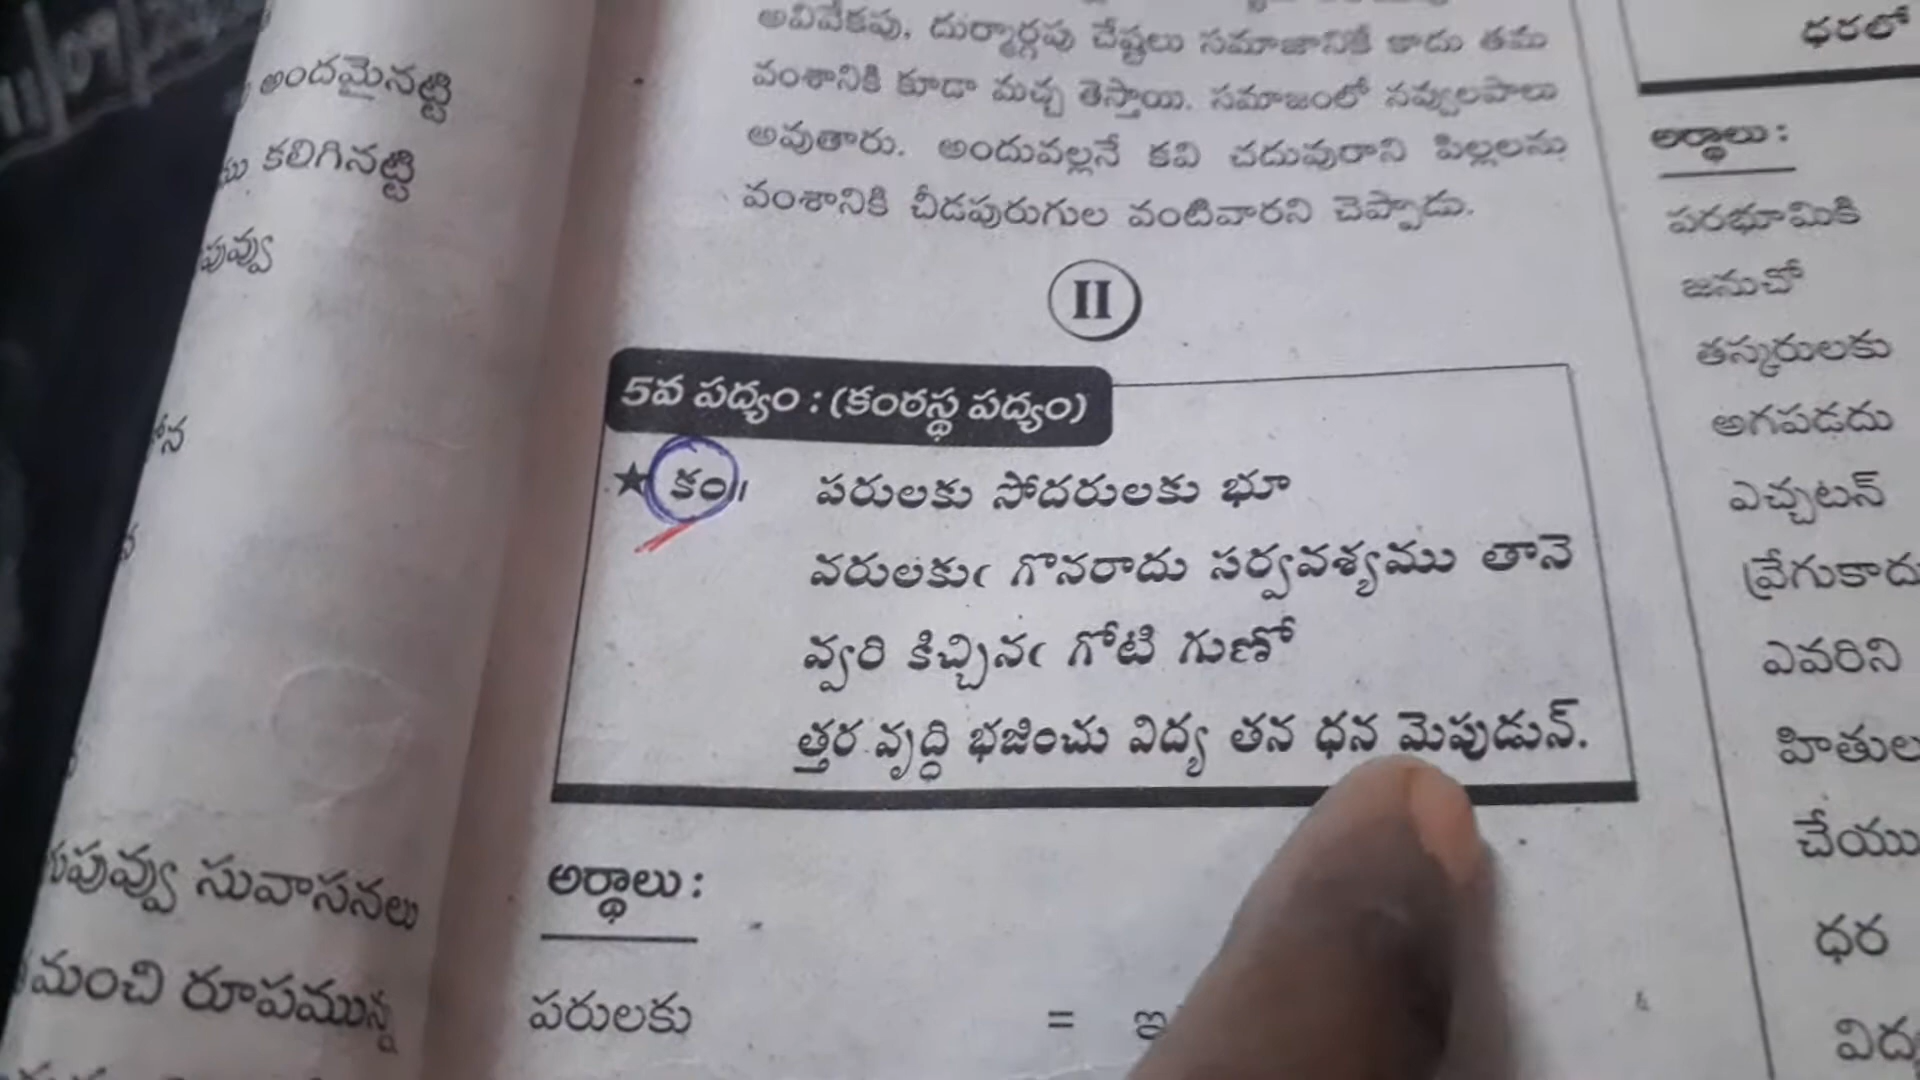 అందమైనట్టి
కలిగినట్టి
పువ్వు
సుపువ్వు సువాసనలు
మంచి రూపమున్న
అవివేకపు, దుర్మార్గపు చేష్టలు సమాజానికే కాదు తమ
వంశానికి కూడా మచ్చ తెస్తాయి. సమాజంలో నవ్వులపాలు
అవుతారు. అందువల్లనే కవి చదువురాని పిల్లలను
వంశానికి చీడపురుగుల వంటివారని చెప్పాడు.
II
5వ పద్యం : (కంఠస్థ పద్యం)
★ కం॥ పరులకు సోదరులకు భూ
వరులకుఁ గొనరాదు సర్వవశ్యము తానె
వ్వరి కిచ్చినఁ గోటి గుణో
త్తర వృద్ధి భజించు విద్య తన ధన మెపుడున్.
అర్థాలు :
పరులకు =
ధరలో
అర్థాలు :
పరభూమికి
జనుచో
తస్కరులకు
అగపడదు
ఎచ్చటన్
వ్రేగుకాదు
ఎవరిని
హితుల
చేయు
ధర
విద్య